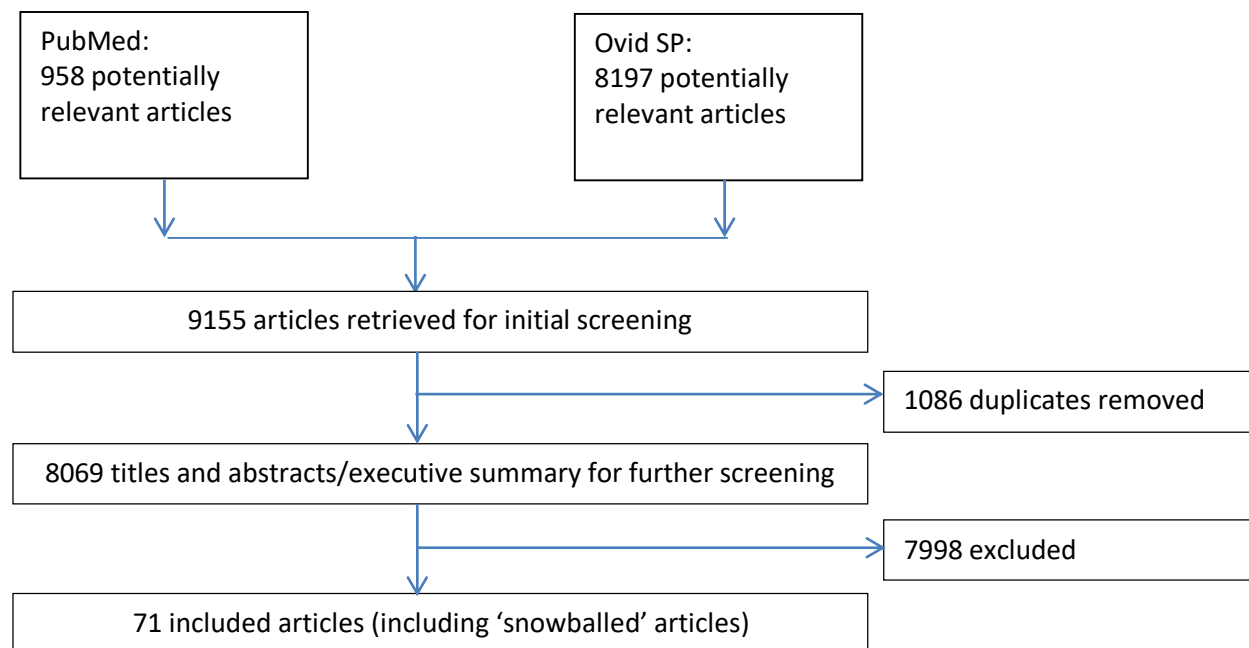 PubMed:
958 potentially
relevant articles
Ovid SP:
8197 potentially
relevant articles
9155 articles retrieved for initial screening
1086 duplicates removed
8069 titles and abstracts/executive summary for further screening
7998 excluded
71 included articles (including ‘snowballed’ articles)